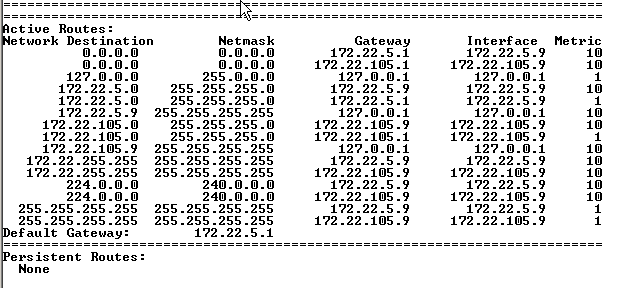 ===========================================================================
===========================================================================
Active Routes:
Network Destination        Netmask          Gateway       Interface  Metric
          0.0.0.0          0.0.0.0       172.22.5.1      172.22.5.9      10
          0.0.0.0          0.0.0.0     172.22.105.1    172.22.105.9      10
        127.0.0.0        255.0.0.0        127.0.0.1       127.0.0.1       1
       172.22.5.0    255.255.255.0       172.22.5.9      172.22.5.9      10
       172.22.5.0    255.255.255.0       172.22.5.1      172.22.5.9       1
       172.22.5.9  255.255.255.255        127.0.0.1       127.0.0.1      10
     172.22.105.0    255.255.255.0     172.22.105.9    172.22.105.9      10
     172.22.105.0    255.255.255.0     172.22.105.1    172.22.105.9       1
     172.22.105.9  255.255.255.255        127.0.0.1       127.0.0.1      10
   172.22.255.255  255.255.255.255       172.22.5.9      172.22.5.9      10
   172.22.255.255  255.255.255.255     172.22.105.9    172.22.105.9      10
        224.0.0.0        240.0.0.0       172.22.5.9      172.22.5.9      10
        224.0.0.0        240.0.0.0     172.22.105.9    172.22.105.9      10
  255.255.255.255  255.255.255.255       172.22.5.9      172.22.5.9       1
  255.255.255.255  255.255.255.255     172.22.105.9    172.22.105.9       1
Default Gateway:        172.22.5.1
===========================================================================
Persistent Routes:
  None